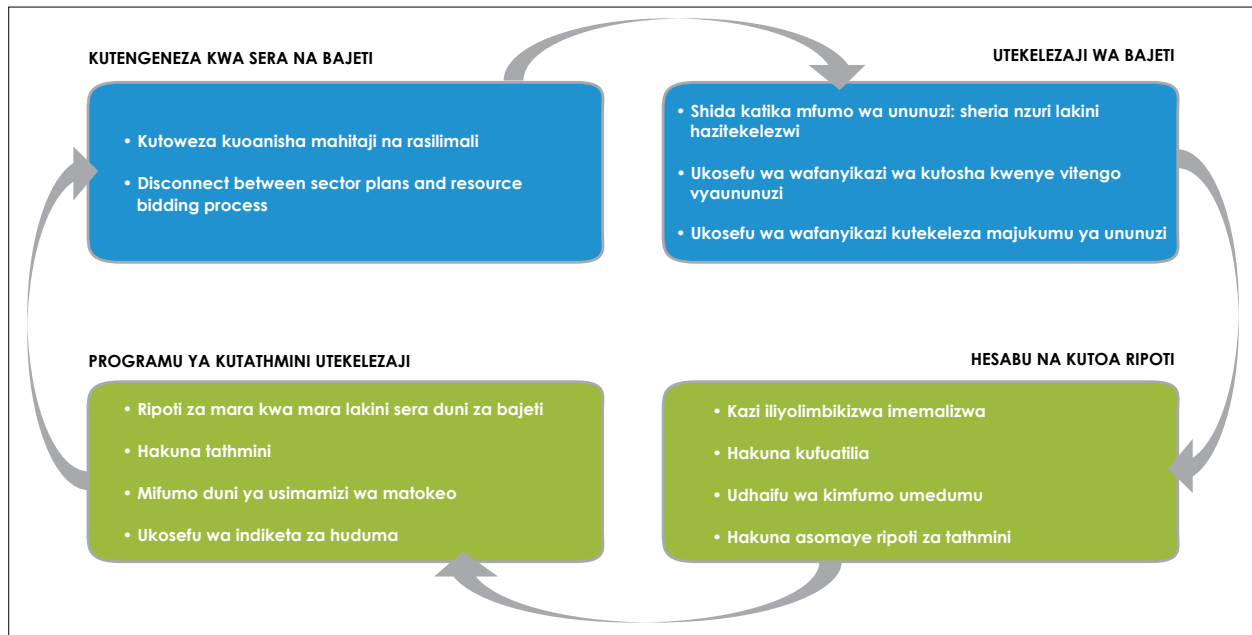 KUTENGENEZA KWA SERA NA BAJETI
• Kutoweza kuoanisha mahitaji na rasilimali
• Disconnect between sector plans and resource
bidding process
UTEKELEZAJI WA BAJETI
• Shida katika mfumo wa ununuzi: sheria nzuri lakini
hazitekelezwi
• Ukosefu wa wafanyikazi wa kutosha kwenye vitengo
vyaununuzi
• Ukosefu wa wafanyikazi kutekeleza majukumu ya ununuzi
PROGRAMU YA KUTATHMINI UTEKELEZAJI
• Ripoti za mara kwa mara lakini sera duni za bajeti
• Hakuna tathmini
• Mifumo duni ya usimamizi wa matokeo
• Ukosefu wa indiketa za huduma
HESABU NA KUTOA RIPOTI
• Kazi iliyolimbikizwa imemalizwa
• Hakuna kufuatilia
• Udhaifu wa kimfumo umedumu
• Hakuna asomaye ripoti za tathmini